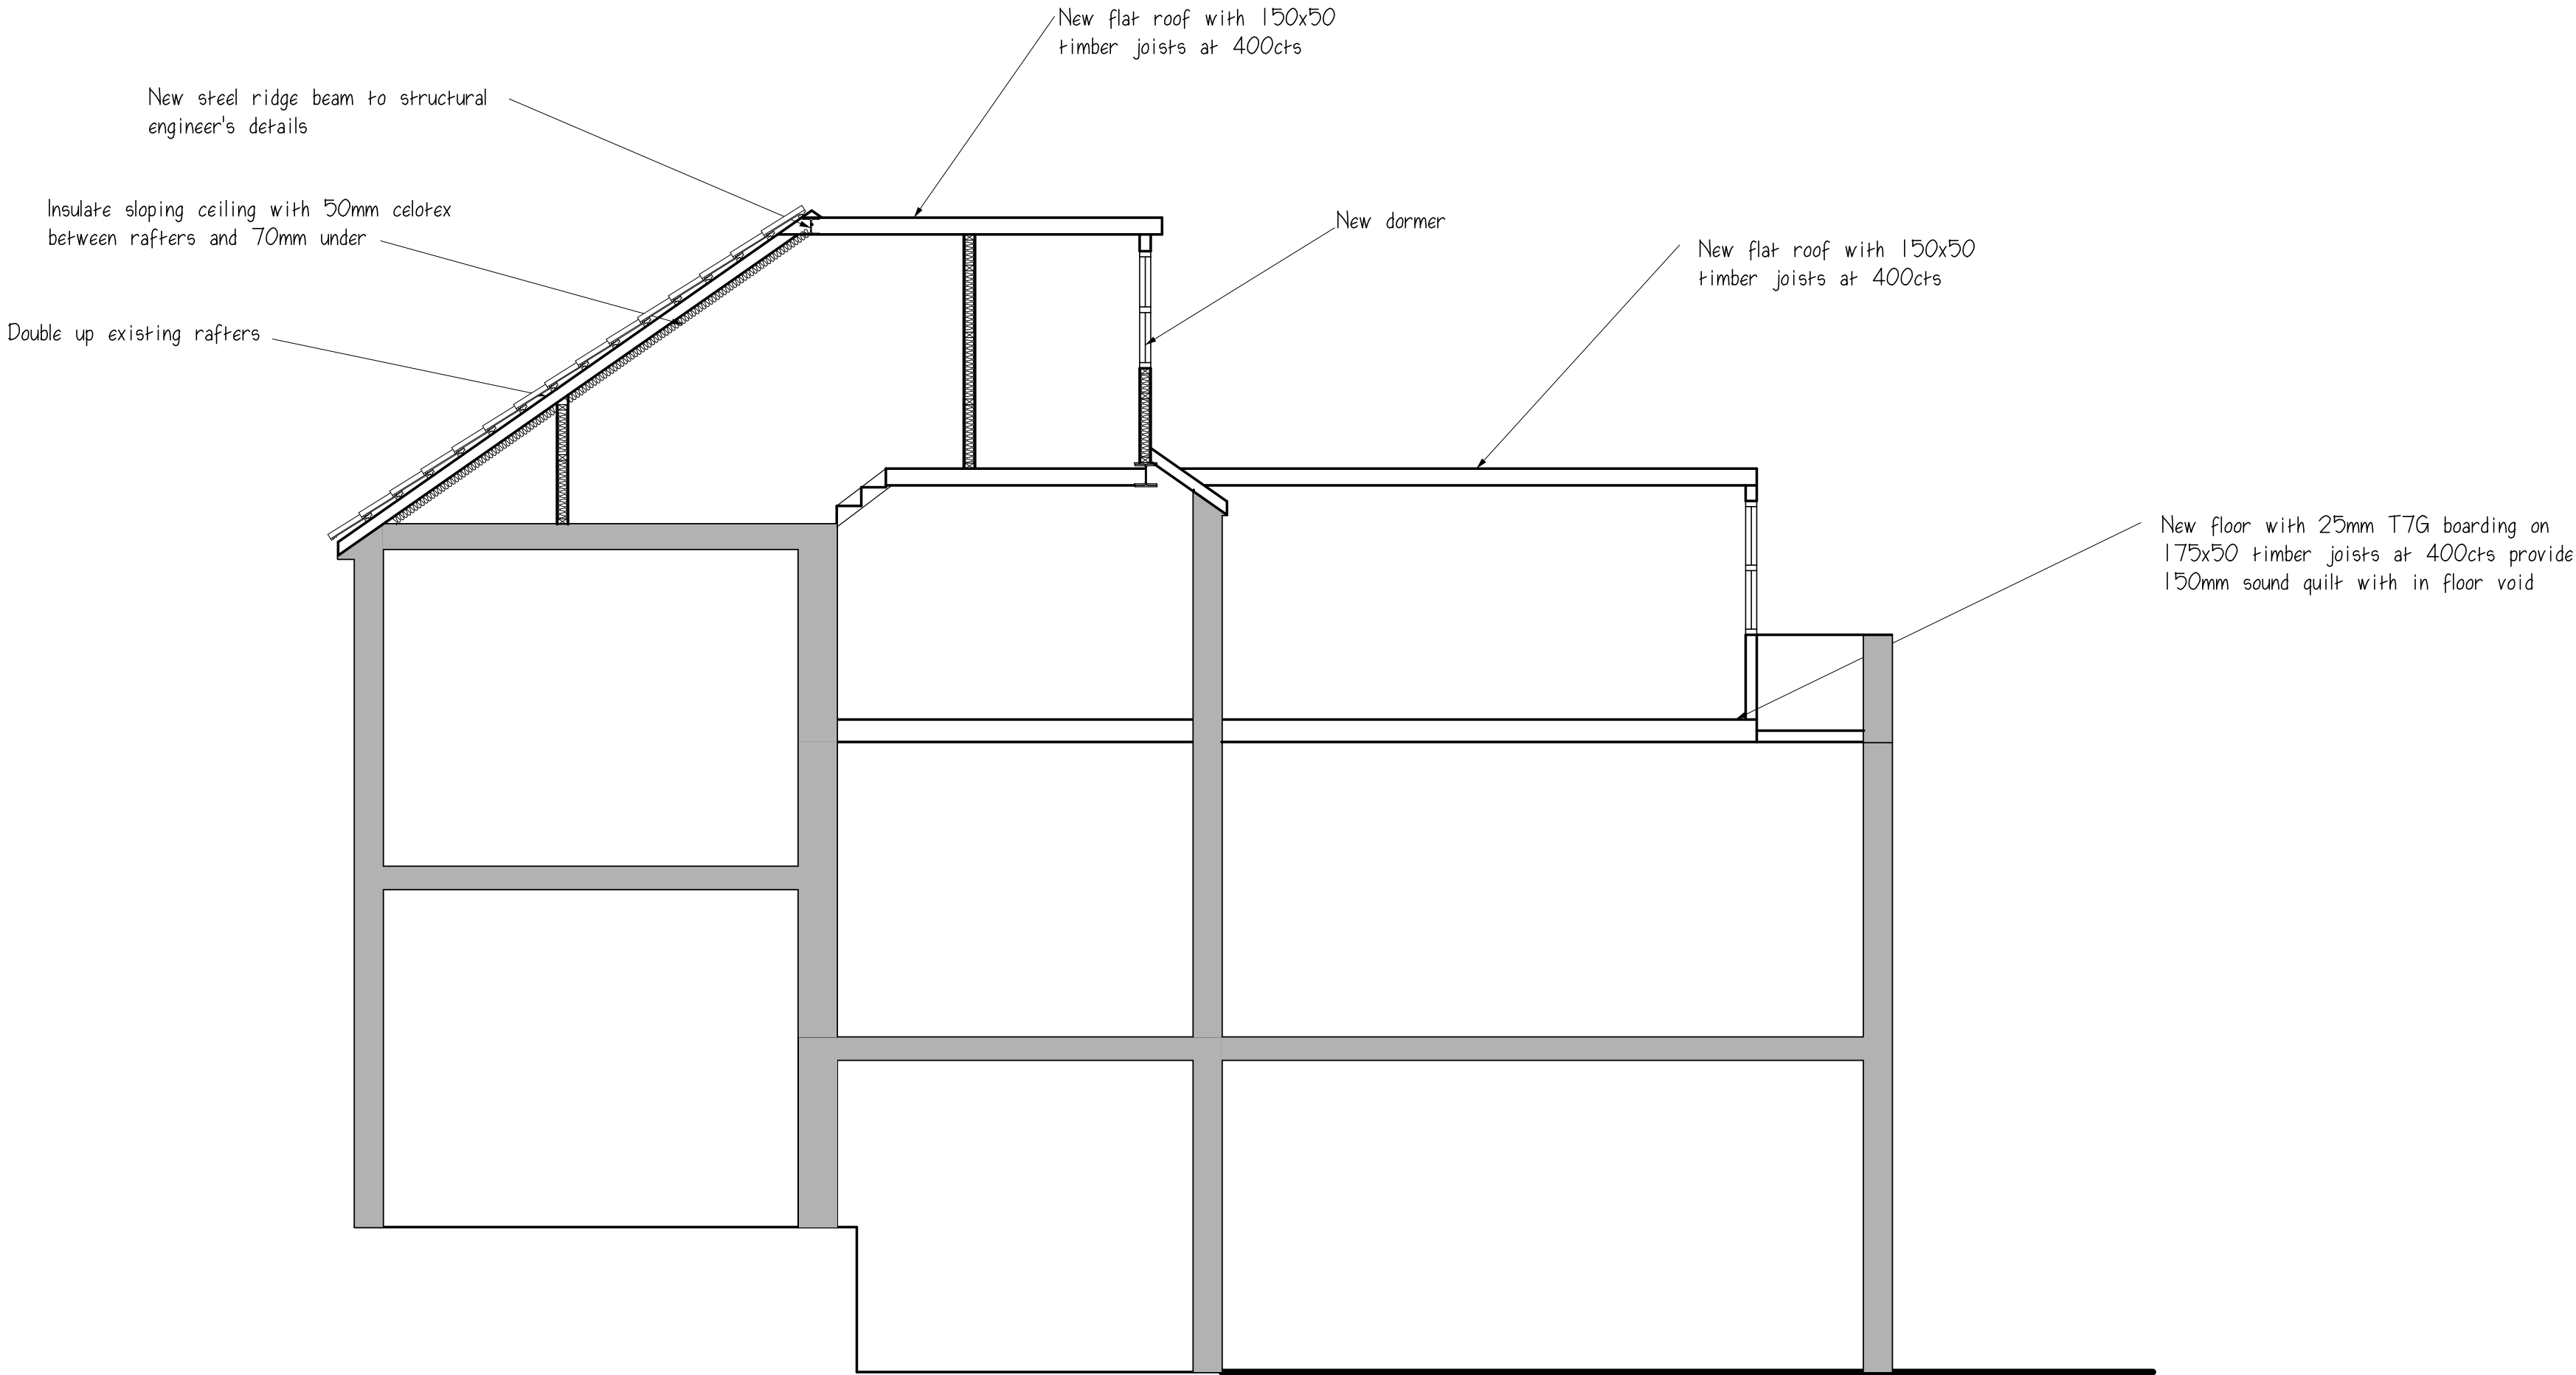 New flat roof with 150x50
timber joists at 400cts
New steel ridge beam to structural
engineer's details
Insulate sloping ceiling with 50mm celotex
between rafters and 70mm under
New dormer
New flat roof with 150x50
timber joists at 400cts
Double up existing rafters
New floor with 25mm T7G boarding on
175x50 timber joists at 400cts provide
150mm sound quilt with in floor void